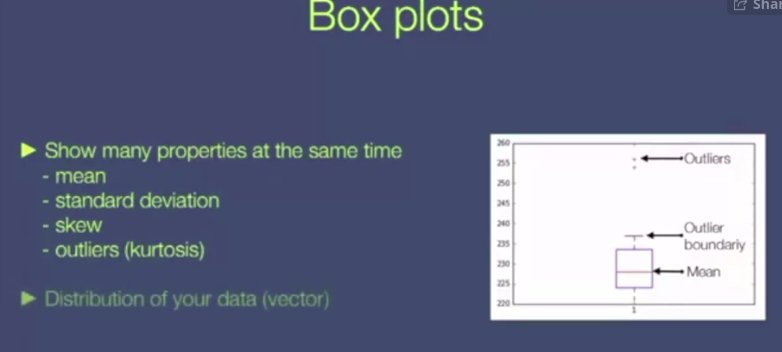 Shar
Box plots
► Show many properties at the same time
- mean
- standard deviation
- skew
- outliers (kurtosis)
► Distribution of your data (vector)
260
255
250
245
240
235
230
225
220
1
Outliers
Outlier
boundariy
Mean